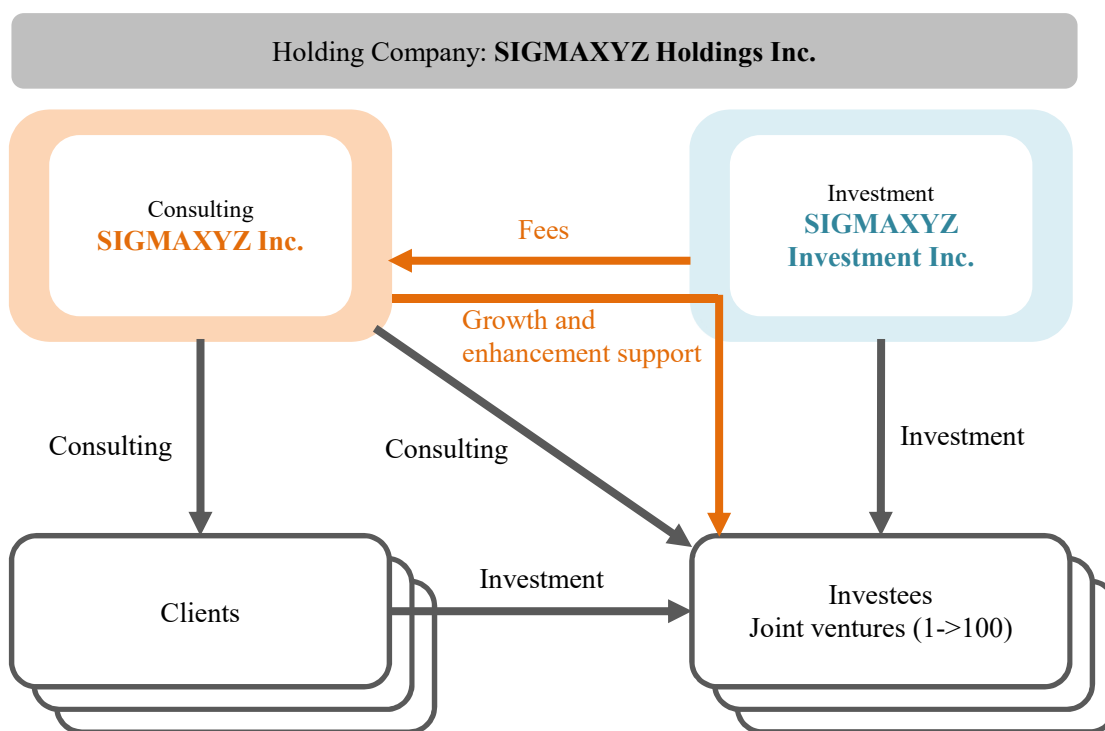 Holding Company: SIGMAXYZ Holdings Inc.
Consulting
SIGMAXYZ Inc.
Investment
SIGMAXYZ
Investment Inc.
Fees
Growth and
enhancement support
Consulting
Consulting
Investment
Clients
Investment
Investees
Joint ventures (1->100)